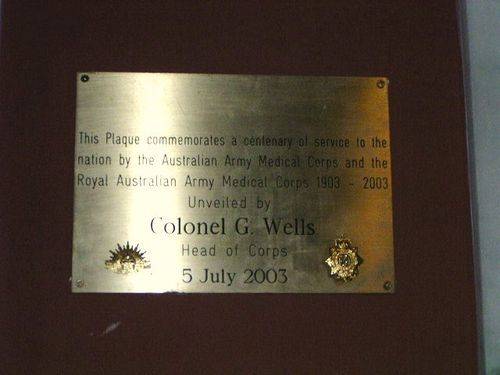 This Plaque commemorates a centenary of service to the
nation by the Australian Army Medical Corps and the
Royal Australian Army Medical Corps 1903 - 2003
Unveiled by
Colonel G. Wells
Head of Corps
5 July 2003